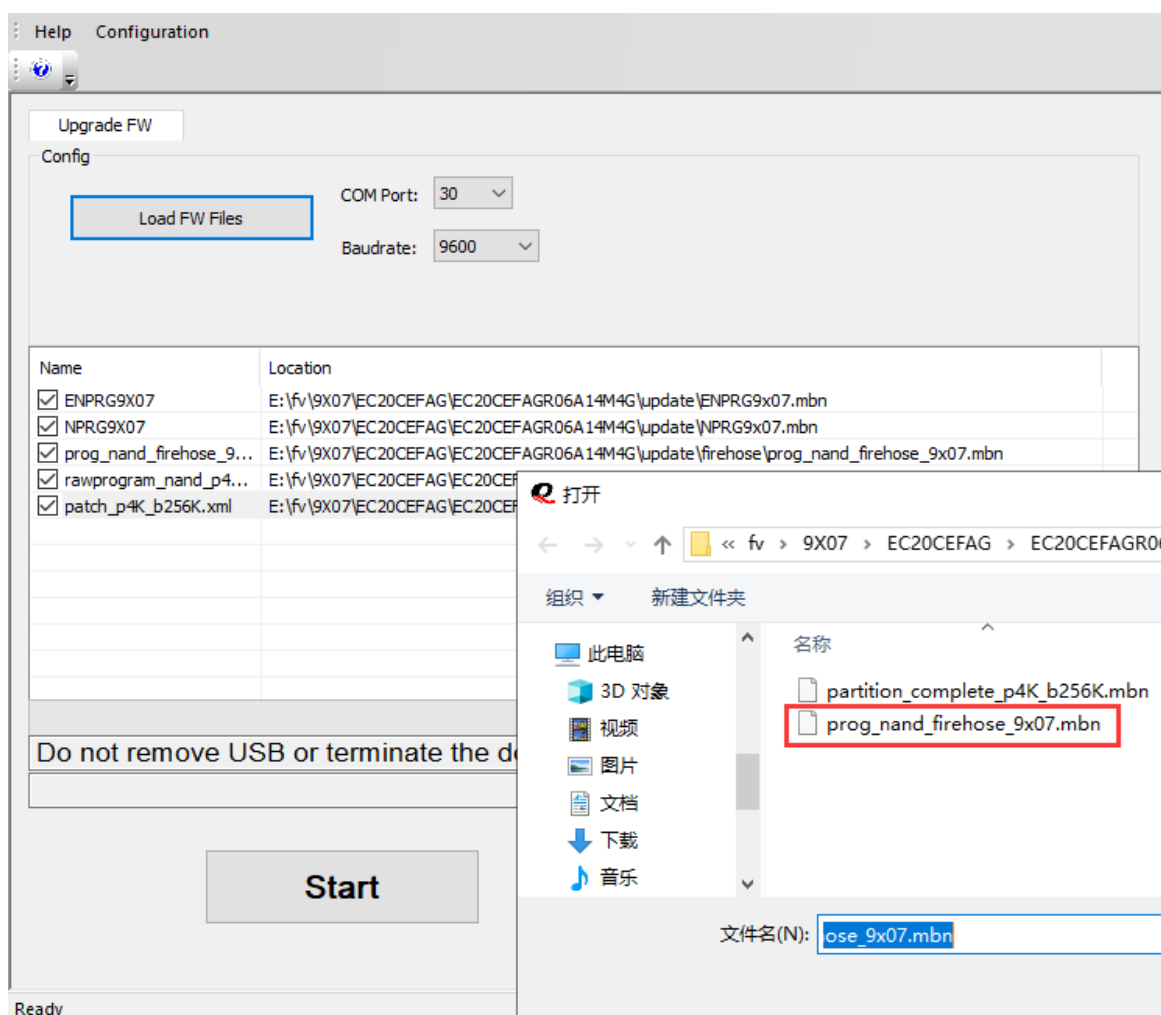 Help Configuration
Upgrade FW
Config
Load FW Files
COM Port: 30
Baudrate: 9600
Name Location
ENPRG9X07 E:\fv\9X07\EC20CEFAG\EC20CEFAGR06A14M4G\update\ENPRG9x07.mbn
NPRG9X07 E:\fv\9X07\EC20CEFAG\EC20CEFAGR06A14M4G\update\NPRG9x07.mbn
prog_nand_firehose_9... E:\fv\9X07\EC20CEFAG\EC20CEFAGR06A14M4G\update\firehose\prog_nand_firehose_9x07.mbn
rawprogram_nand_p4... E:\fv\9X07\EC20CEFAG\EC20CEF
patch_p4K_b256K.xml E:\fv\9X07\EC20CEFAG\EC20CEF
Do not remove USB or terminate the d
Start
Ready
打开
« fv > 9X07 > EC20CEFAG > EC20CEFAGR0
组织 新建文件夹
此电脑
3D 对象
视频
图片
文档
下载
音乐
名称
partition_complete_p4K_b256K.mbn
prog_nand_firehose_9x07.mbn
文件名(N): ose_9x07.mbn